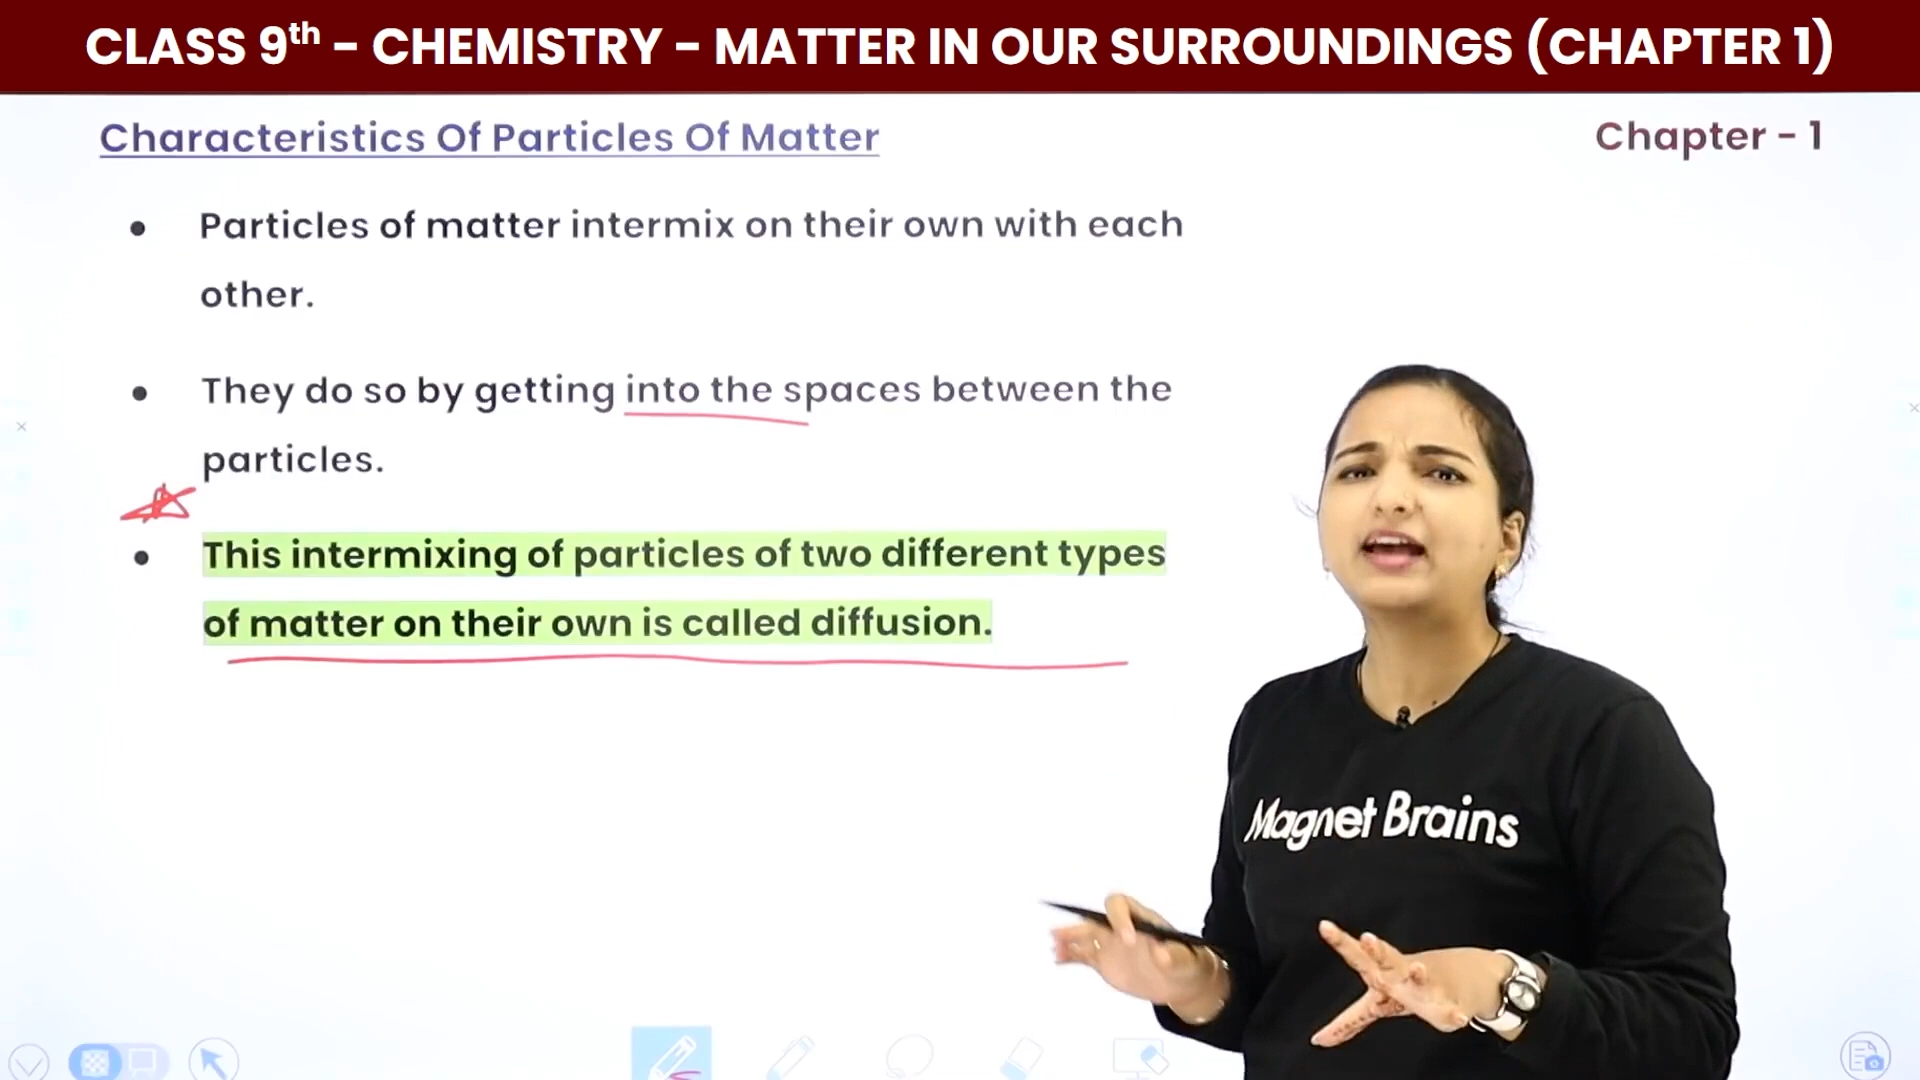 CLASS 9th – CHEMISTRY – MATTER IN OUR SURROUNDINGS (CHAPTER 1)
Characteristics Of Particles Of Matter
Chapter - 1
• Particles of matter intermix on their own with each
other.
• They do so by getting into the spaces between the
particles.
• This intermixing of particles of two different types
of matter on their own is called diffusion.
Magnet Brains